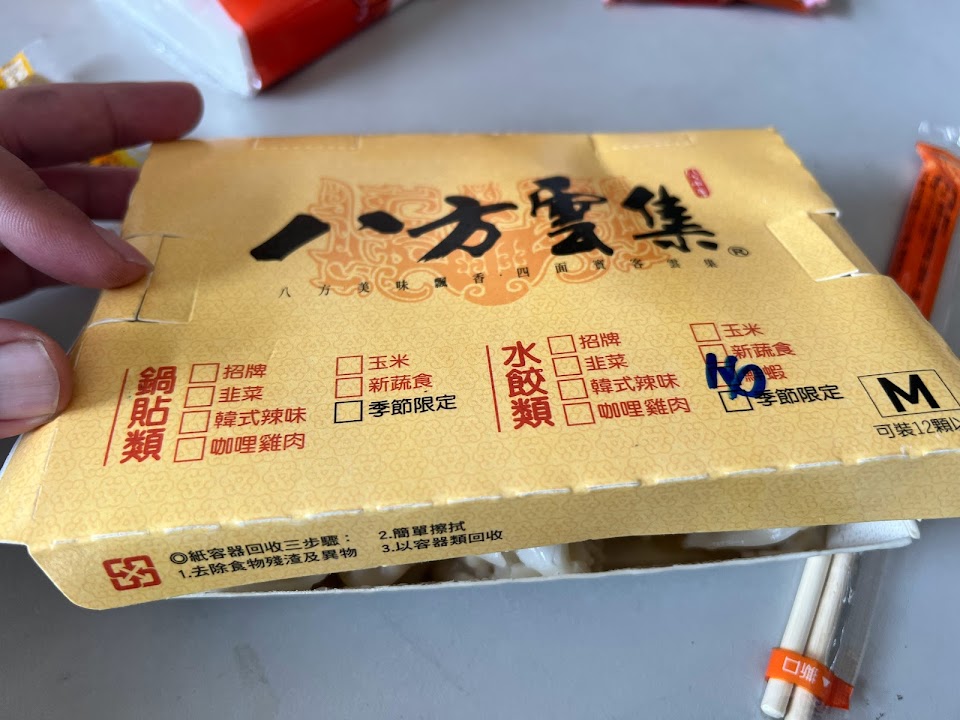 八方雲集®
八方美味飄香·四面賓客雲集
鍋貼類
招牌
韭菜
韓式辣味
咖哩雞肉
玉米
新蔬食
季節限定
水餃類
招牌
韭菜
韓式辣味
咖哩雞肉
玉米
新蔬食
蝦
季節限定
10
M
可裝12顆以
◎紙容器回收三步驟：
1.去除食物殘渣及異物
2.簡單擦拭
3.以容器類回收
撕口